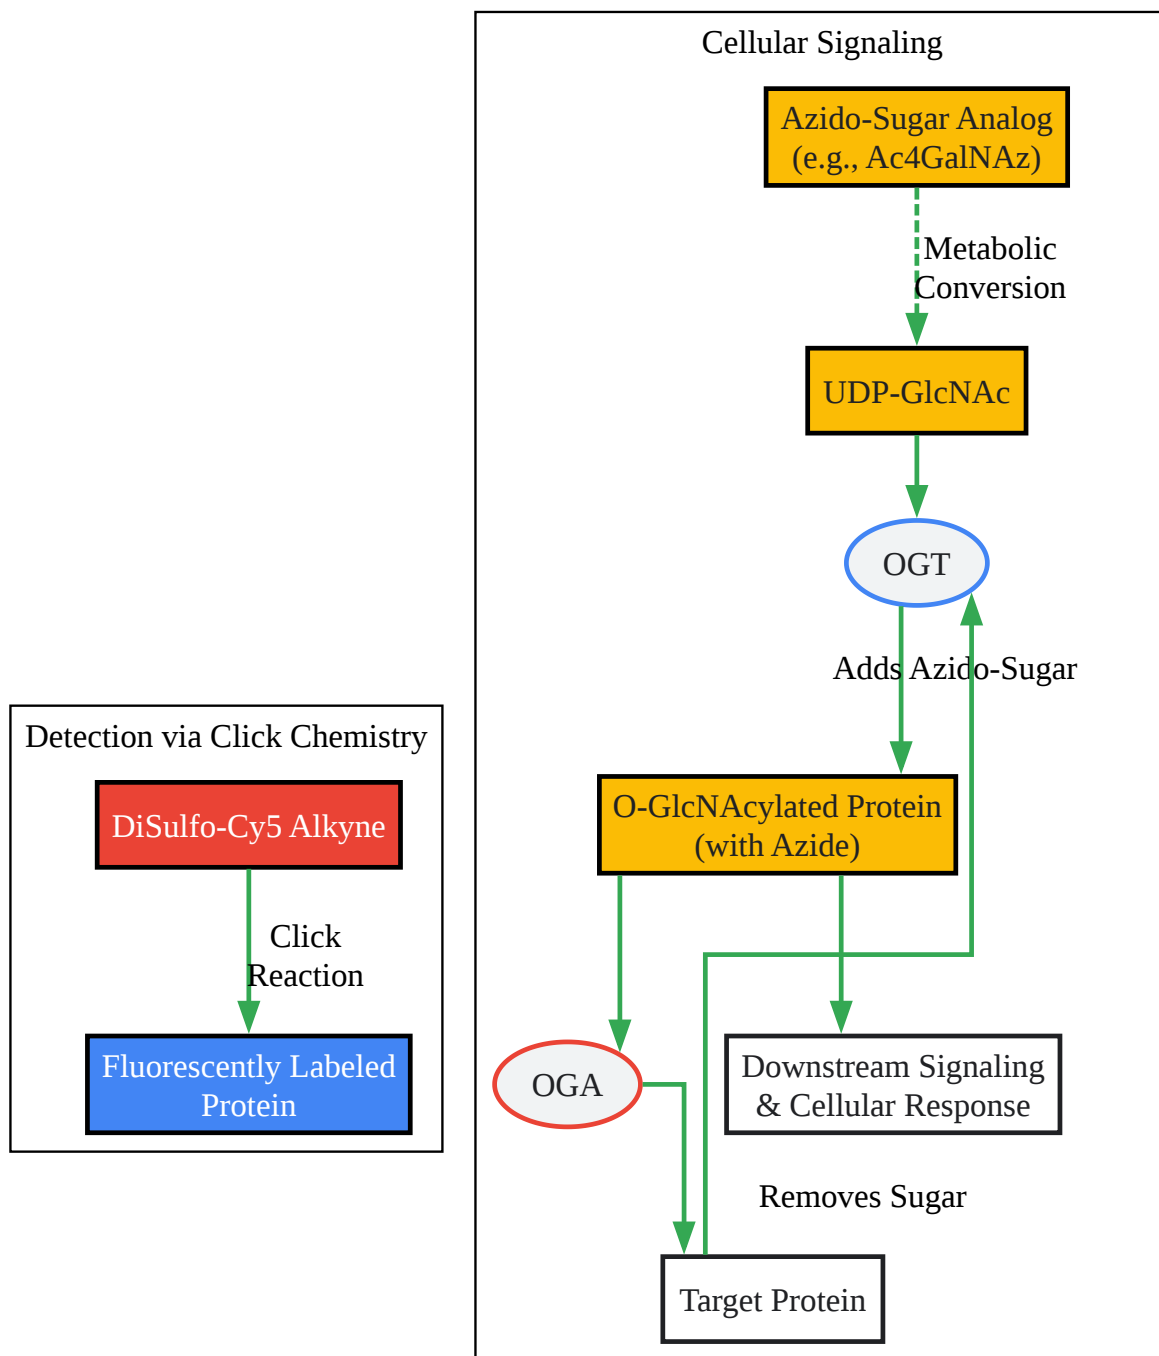 Cellular Signaling
Azido-Sugar Analog
(e.g., Ac4GalNAz)
Metabolic
Conversion
UDP-GlcNAc
OGT
Adds Azido-Sugar
Detection via Click Chemistry
DiSulfo-Cy5 Alkyne
Click
Reaction
Fluorescently Labeled
Protein
O-GlcNAcylated Protein
(with Azide)
OGA
Downstream Signaling
& Cellular Response
Removes Sugar
Target Protein